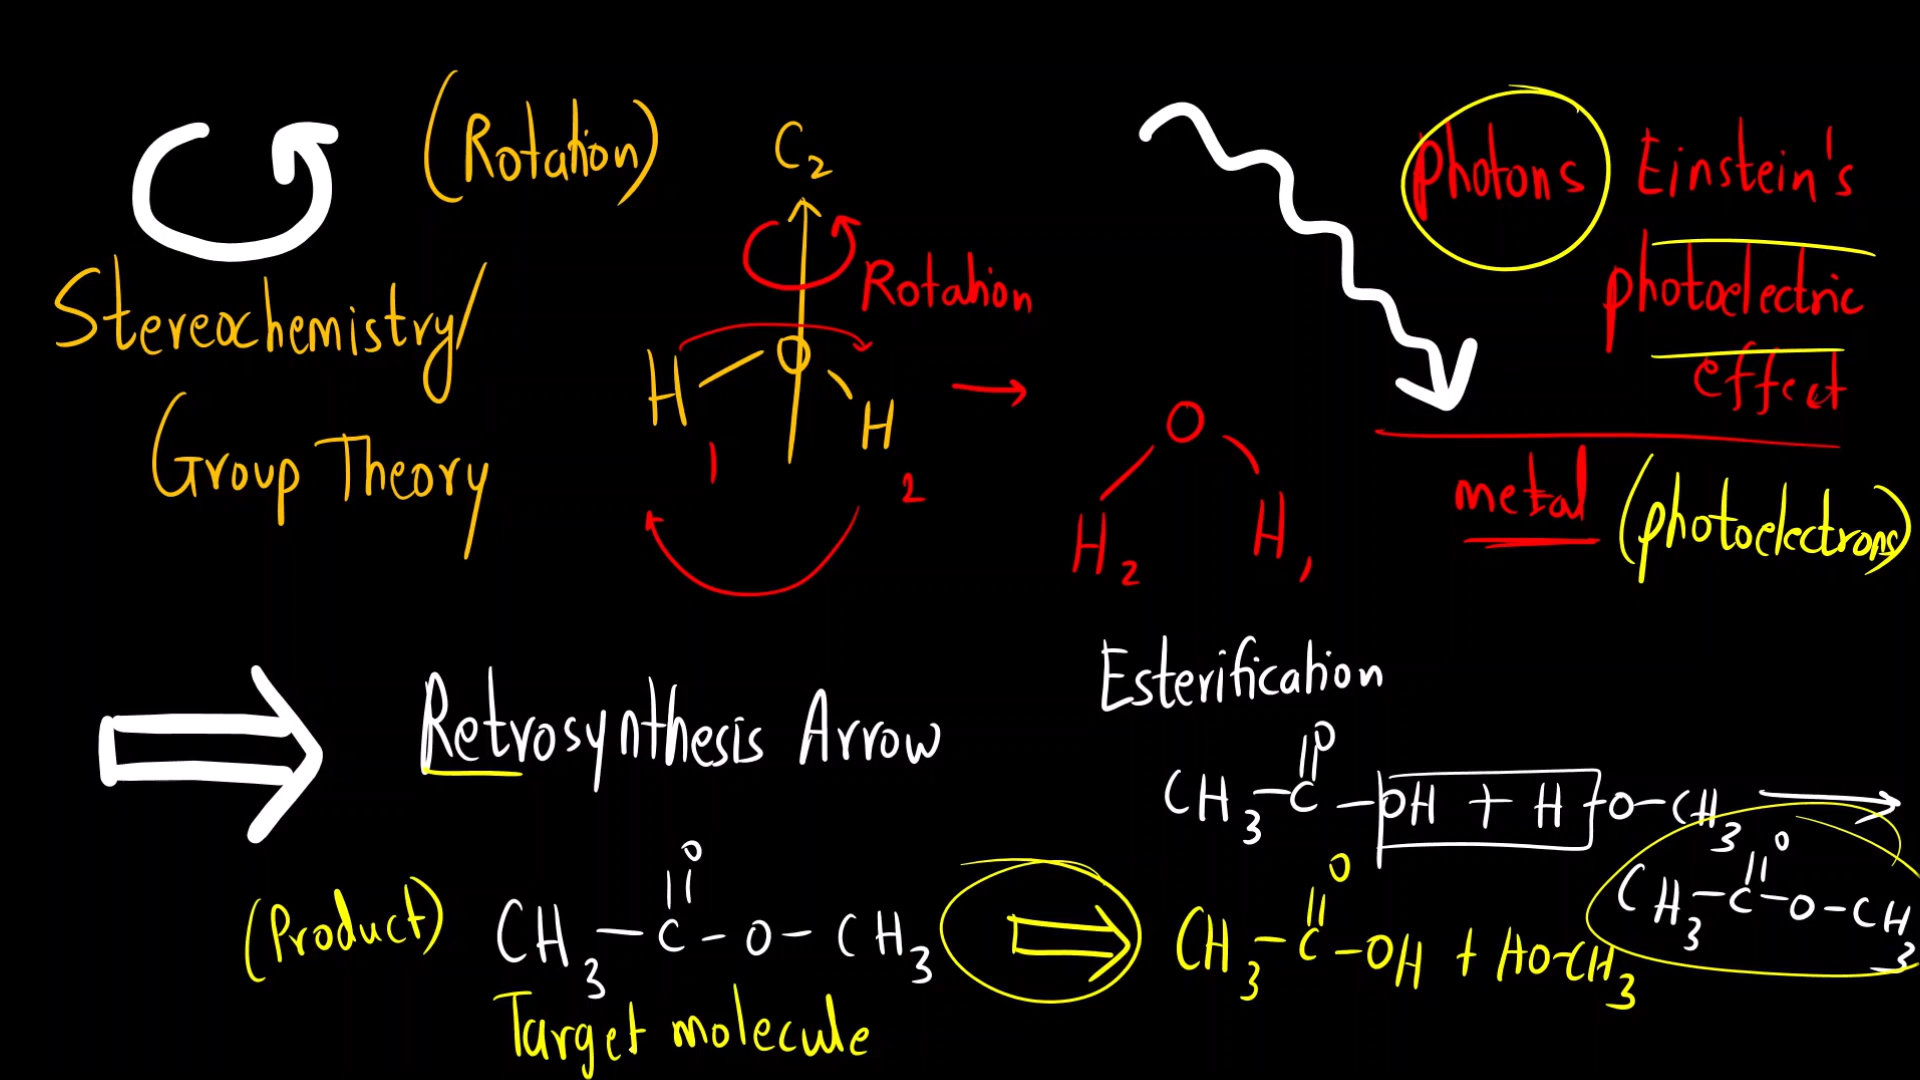 (Rotation)
Stereochemistry/
Group Theory
C₂
Rotation
H O H
1 2
O
H₂ H₁
photons Einstein's
photoelectric
effect
metal (photoelectrons)
Retrosynthesis Arrow
Esterification
O
CH₃-C-OH + H-O-CH₃
O
CH₃-C-O-CH₃
O
(Product) CH₃-C-O-CH₃
Target molecule
O
CH₃-C-OH + HO-CH₃